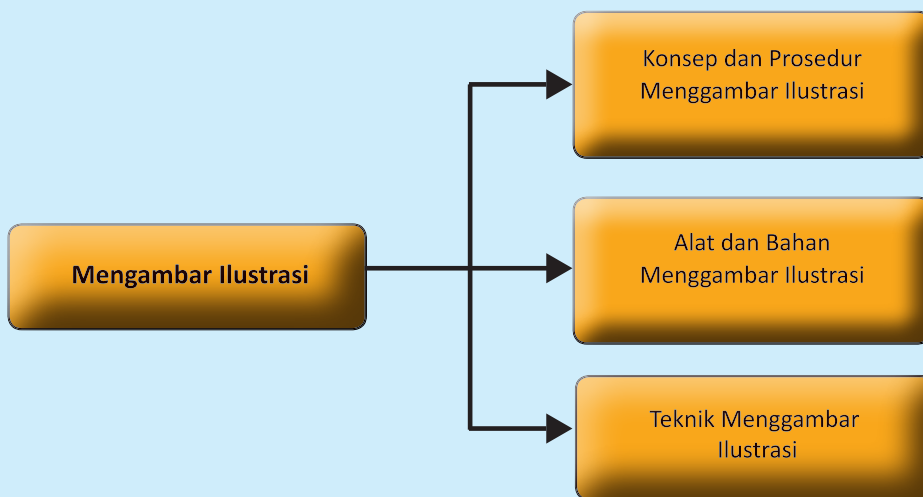 Konsep dan Prosedur
Menggambar Ilustrasi
Mengambar Ilustrasi
Alat dan Bahan
Menggambar Ilustrasi
Teknik Menggambar
Ilustrasi